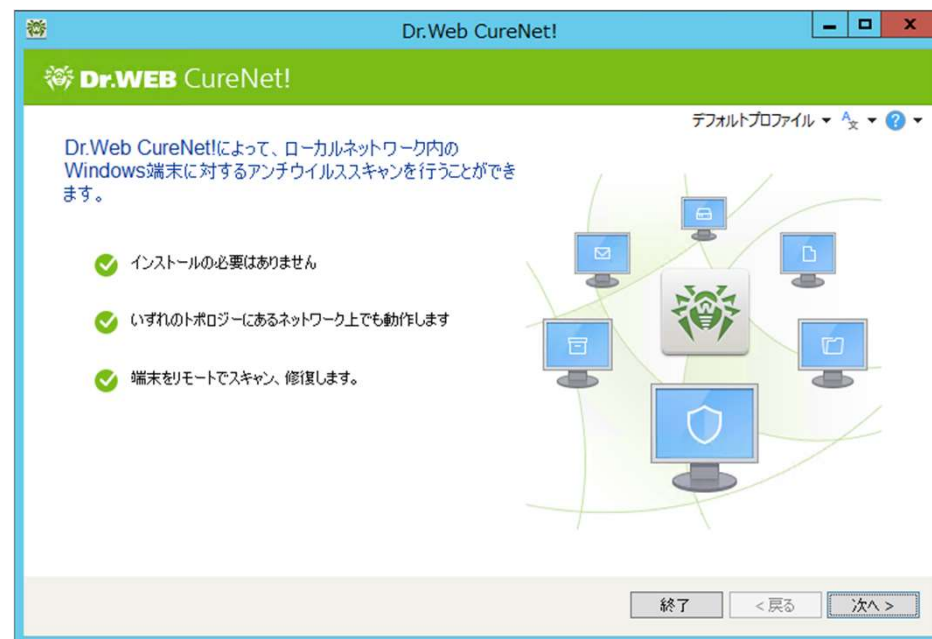 Dr.Web CureNet!
Dr.WEB CureNet!
デフォルトプロファイル
Dr.Web CureNet!によって、ローカルネットワーク内の
Windows端末に対するアンチウイルススキャンを行うことができ
ます。
インストールの必要はありません
いずれのトポロジーにあるネットワーク上でも動作します
端末をリモートでスキャン、修復します。
終了
<戻る
次へ >